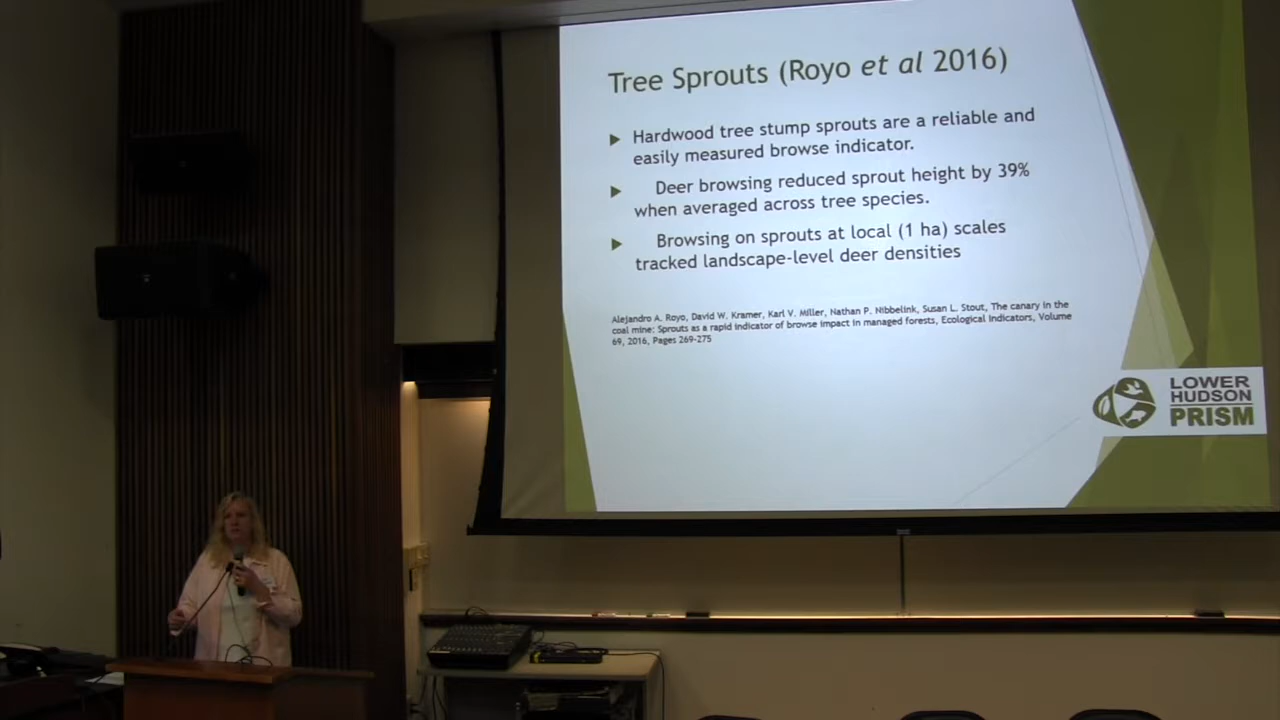 Tree Sprouts (Royo et al 2016)
Hardwood tree stump sprouts are a reliable and
easily measured browse indicator.
Deer browsing reduced sprout height by 39%
when averaged across tree species.
Browsing on sprouts at local (1 ha) scales
tracked landscape-level deer densities
Alejandro A. Royo, David W. Kramer, Karl V. Miller, Nathan P. Nibbelink, Susan L. Stout, The canary in the
coal mine: Sprouts as a rapid indicator of browse impact in managed forests, Ecological Indicators, Volume
69, 2016, Pages 269-275
LOWER
HUDSON
PRISM